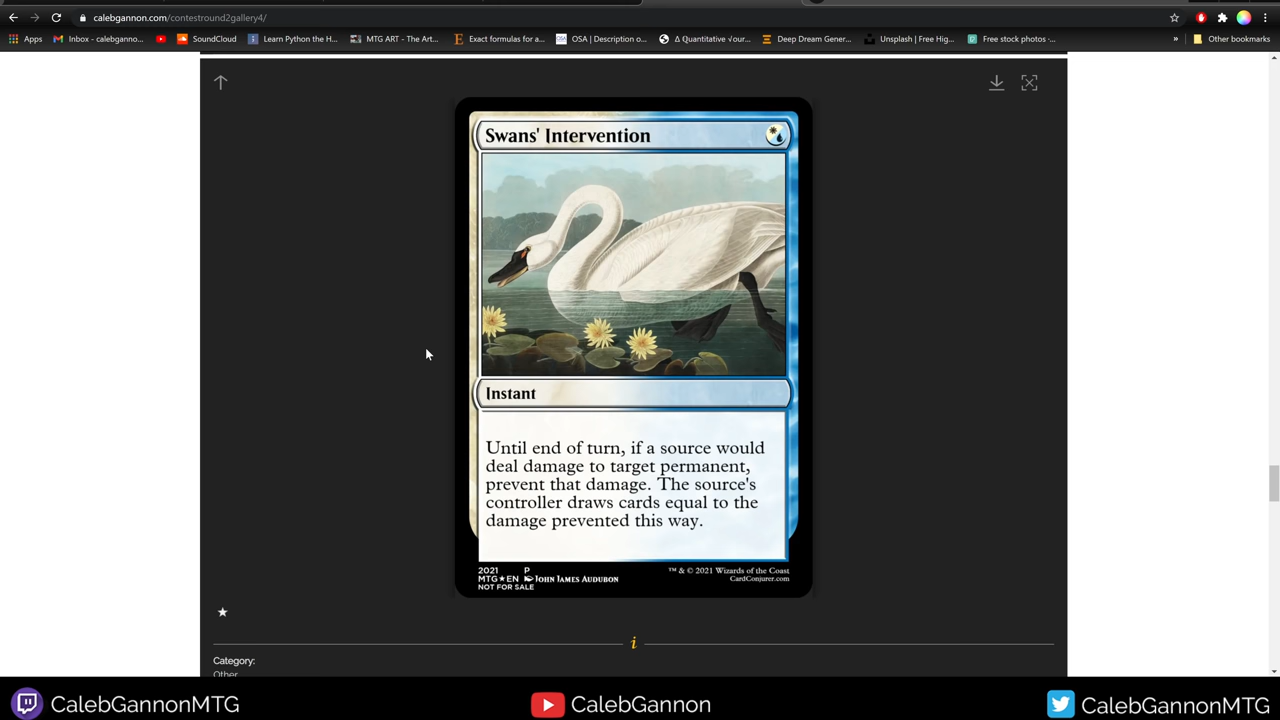 calebgannon.com/contestround2gallery4/
Apps
Inbox - calebganno...
SoundCloud
Learn Python the H...
MTG ART - The Art...
Exact formulas for a...
OSA | Description o...
Δ Quantitative √our...
Deep Dream Gener...
Unsplash | Free Hig...
Free stock photos ·...
»
Other bookmarks
Swans' Intervention
Instant
Until end of turn, if a source would
deal damage to target permanent,
prevent that damage. The source's
controller draws cards equal to the
damage prevented this way.
2021 P
MTG★EN John James Audubon
NOT FOR SALE
™ & © 2021 Wizards of the Coast
CardConjurer.com
i
Category:
Other
CalebGannonMTG
CalebGannon
CalebGannonMTG